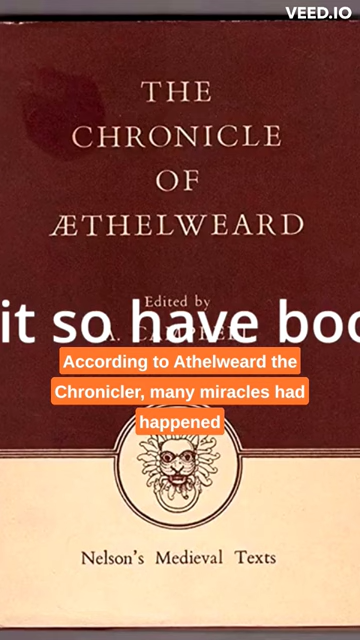 VEED.IO
THE
CHRONICLE
OF
ÆTHELWEARD
Edited by
it so have
According to Athelweard the
Chronicler, many miracles had
happened
Nelson's Medieval Texts